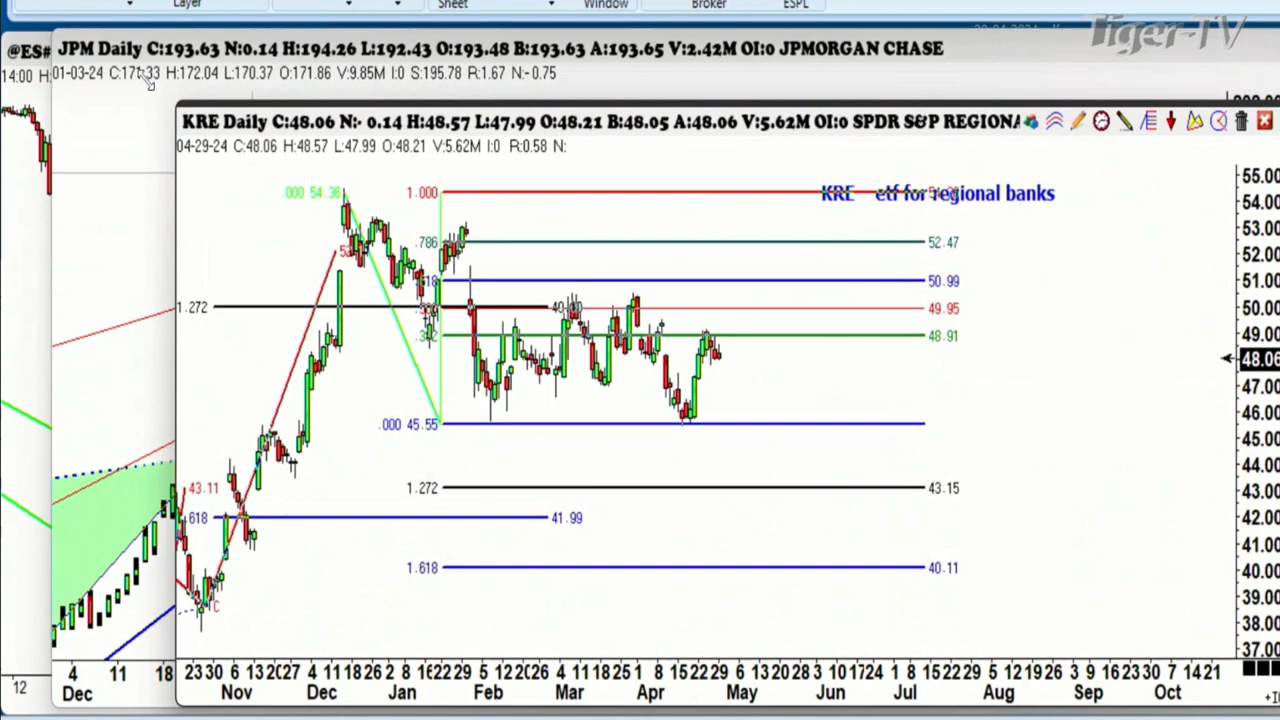 Layer Sheet Window Broker ESPL
Tiger-TV
@ES#
JPM Daily C:193.63 N:0.14 H:194.26 L:192.43 O:193.48 B:193.63 A:193.65 V:2.42M OI:0 JPMORGAN CHASE
14:00 H:
01-03-24 C:171.33 H:172.04 L:170.37 O:171.86 V:9.85M I:0 S:195.78 R:1.67 N:-0.75
KRE Daily C:48.06 N:- 0.14 H:48.57 L:47.99 O:48.21 B:48.05 A:48.06 V:5.62M OI:0 SPDR S&P REGIONA
04-29-24 C:48.06 H:48.57 L:47.99 O:48.21 V:5.62M I:0 R:0.58 N:
KRE etf for regional banks
.000 54.36
1.000
.786 52.47
50.99
1.272
49.95
48.91
.000 45.55
1.272 43.15
43.11
.618 41.99
1.618 40.11
C
55.00
54.00
53.00
52.00
51.00
50.00
49.00
48.06
47.00
46.00
45.00
44.00
43.00
42.00
41.00
40.00
39.00
38.00
37.00
23 30 6 13 20 27 4 11 18 26 2 8 16 22 29 5 12 20 26 4 11 18 25 1 8 15 22 29 6 13 20 28 3 10 17 24 1 8 15 22 29 5 12 19 26 3 9 16 23 30 7 14 21
Nov Dec Jan Feb Mar Apr May Jun Jul Aug Sep Oct
4 11 18
Dec
12